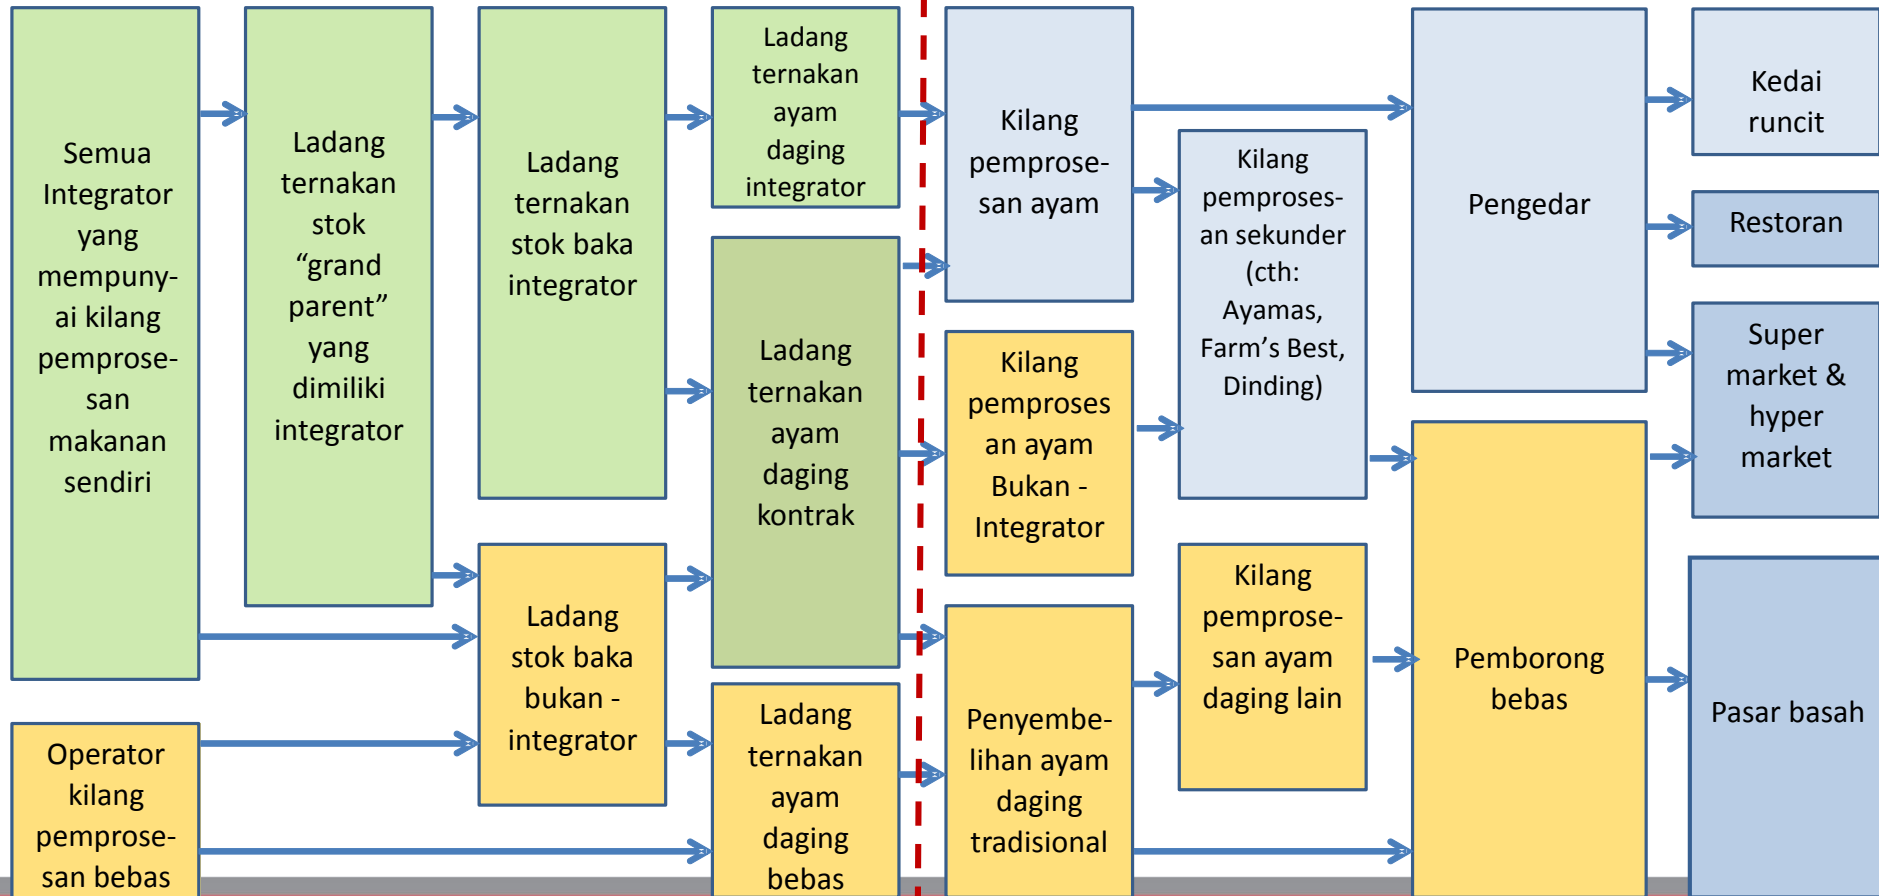 Semua
Integrator
yang
mempuny-
ai kilang
pemprose-
san
makanan
sendiri
Operator
kilang
pemprose-
san bebas
Ladang
ternakan
stok
“grand
parent”
yang
dimiliki
integrator
Ladang
ternakan
stok baka
integrator
Ladang
stok baka
bukan -
integrator
Ladang
ternakan
ayam
daging
integrator
Ladang
ternakan
ayam
daging
kontrak
Ladang
ternakan
ayam
daging
bebas
Kilang
pemprose-
san ayam
Kilang
pemproses
an ayam
Bukan -
Integrator
Penyembe-
lihan ayam
daging
tradisional
Kilang
pemproses-
an sekunder
(cth:
Ayamas,
Farm’s Best,
Dinding)
Kilang
pemprose-
san ayam
daging lain
Pengedar
Pemborong
bebas
Kedai
runcit
Restoran
Super
market &
hyper
market
Pasar basah